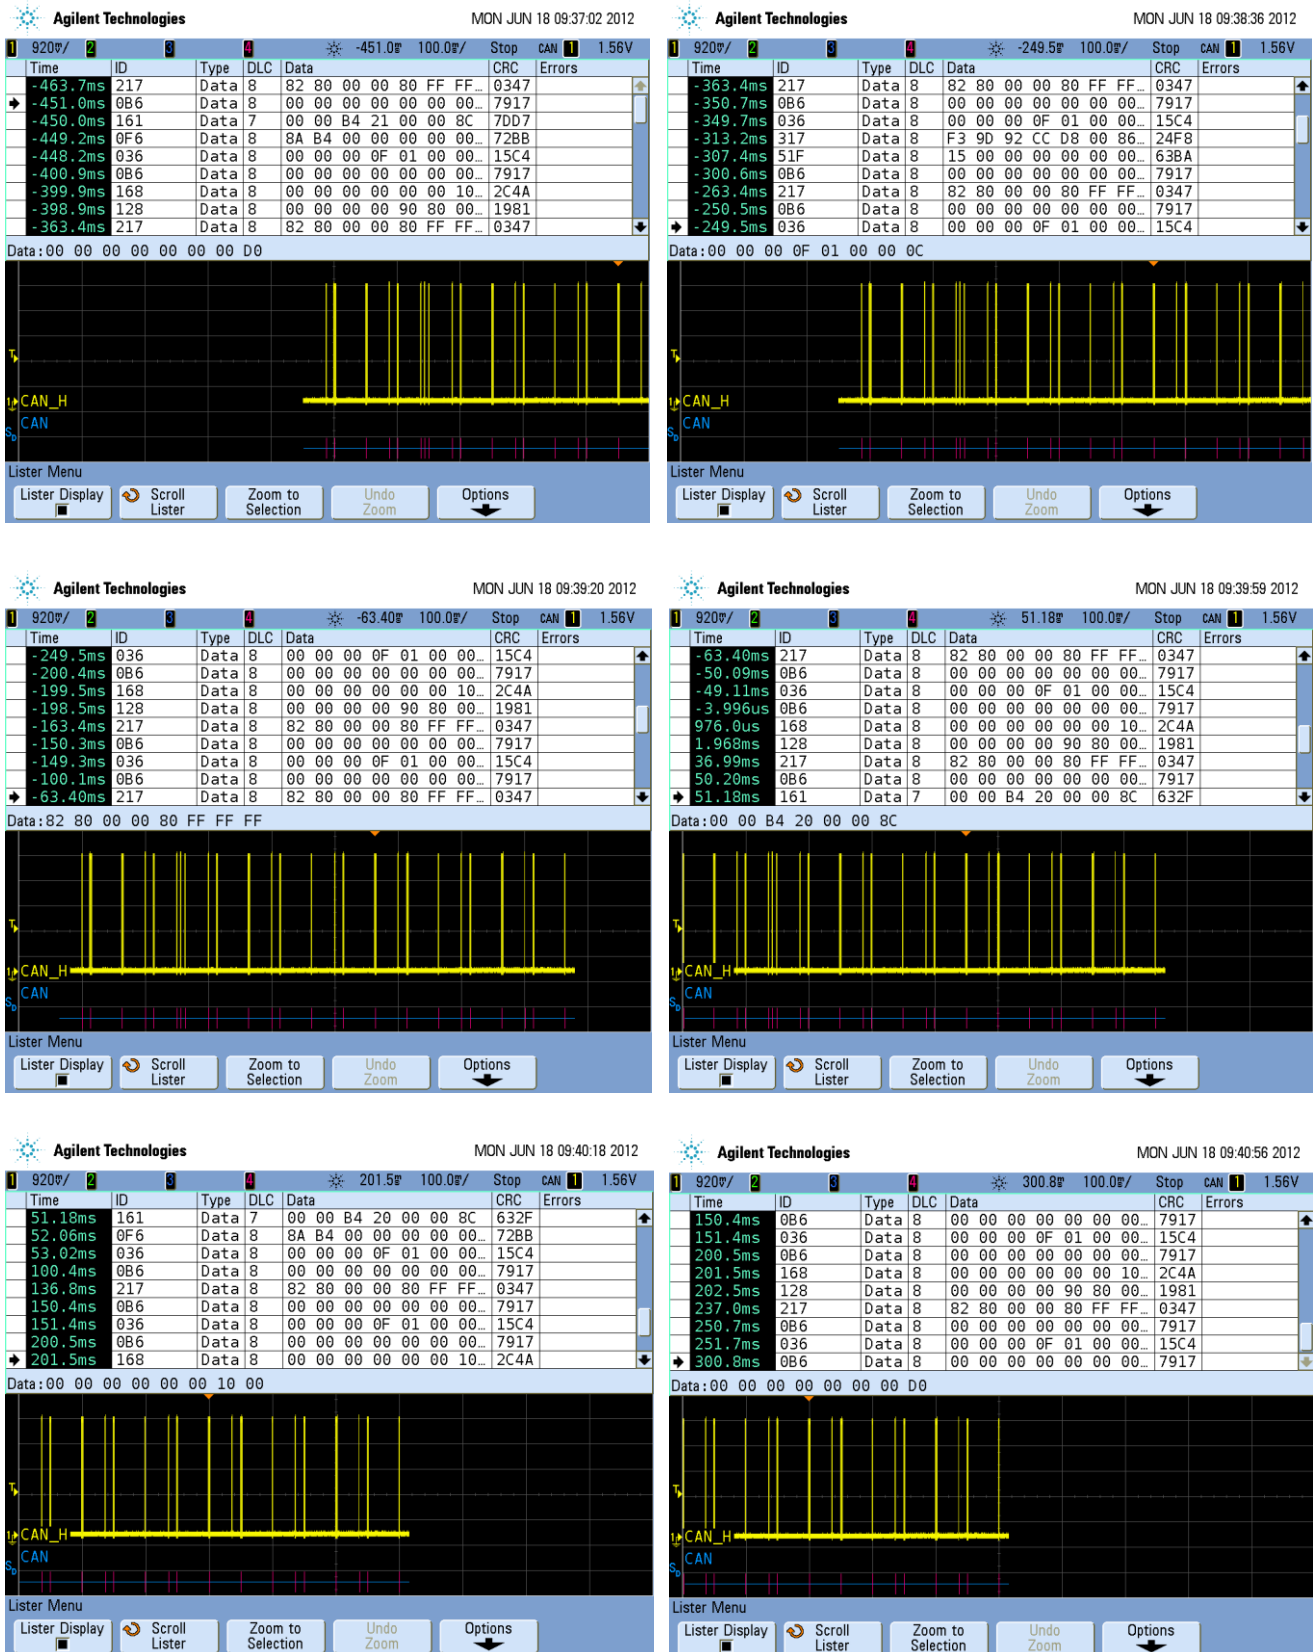 Agilent Technologies MON JUN 18 09:37:02 2012
1 920▽/ 2 3 4 -451.0▽ 100.0▽/ Stop CAN 1 1.56V
Time ID Type DLC Data CRC Errors
-463.7ms 217 Data 8 82 80 00 00 80 FF FF… 0347
-451.0ms 0B6 Data 8 00 00 00 00 00 00 00… 7917
-450.0ms 161 Data 7 00 00 B4 21 00 00 8C 7DD7
-449.2ms 0F6 Data 8 8A B4 00 00 00 00 00… 72BB
-448.2ms 036 Data 8 00 00 00 0F 01 00 00… 15C4
-400.9ms 0B6 Data 8 00 00 00 00 00 00 00… 7917
-399.9ms 168 Data 8 00 00 00 00 00 00 10… 2C4A
-398.9ms 128 Data 8 00 00 00 00 90 80 00… 1981
-363.4ms 217 Data 8 82 80 00 00 80 FF FF… 0347
Data:00 00 00 00 00 00 00 D0
T
CAN_H
CAN
Lister Menu
Lister Display Scroll Lister Zoom to Selection Undo Zoom Options
Agilent Technologies MON JUN 18 09:38:36 2012
1 920▽/ 2 3 4 -249.5▽ 100.0▽/ Stop CAN 1 1.56V
Time ID Type DLC Data CRC Errors
-363.4ms 217 Data 8 82 80 00 00 80 FF FF… 0347
-350.7ms 0B6 Data 8 00 00 00 00 00 00 00… 7917
-349.7ms 036 Data 8 00 00 00 0F 01 00 00… 15C4
-313.2ms 317 Data 8 F3 9D 92 CC D8 00 86… 24F8
-307.4ms 51F Data 8 15 00 00 00 00 00 00… 63BA
-300.6ms 0B6 Data 8 00 00 00 00 00 00 00… 7917
-263.4ms 217 Data 8 82 80 00 00 80 FF FF… 0347
-250.5ms 0B6 Data 8 00 00 00 00 00 00 00… 7917
-249.5ms 036 Data 8 00 00 00 0F 01 00 00… 15C4
Data:00 00 00 0F 01 00 00 0C
T
CAN_H
CAN
Lister Menu
Lister Display Scroll Lister Zoom to Selection Undo Zoom Options
Agilent Technologies MON JUN 18 09:39:20 2012
1 920▽/ 2 3 4 -63.40▽ 100.0▽/ Stop CAN 1 1.56V
Time ID Type DLC Data CRC Errors
-249.5ms 036 Data 8 00 00 00 0F 01 00 00… 15C4
-200.4ms 0B6 Data 8 00 00 00 00 00 00 00… 7917
-199.5ms 168 Data 8 00 00 00 00 00 00 10… 2C4A
-198.5ms 128 Data 8 00 00 00 00 90 80 00… 1981
-163.4ms 217 Data 8 82 80 00 00 80 FF FF… 0347
-150.3ms 0B6 Data 8 00 00 00 00 00 00 00… 7917
-149.3ms 036 Data 8 00 00 00 0F 01 00 00… 15C4
-100.1ms 0B6 Data 8 00 00 00 00 00 00 00… 7917
-63.40ms 217 Data 8 82 80 00 00 80 FF FF… 0347
Data:82 80 00 00 80 FF FF FF
T
CAN_H
CAN
Lister Menu
Lister Display Scroll Lister Zoom to Selection Undo Zoom Options
Agilent Technologies MON JUN 18 09:39:59 2012
1 920▽/ 2 3 4 51.18▽ 100.0▽/ Stop CAN 1 1.56V
Time ID Type DLC Data CRC Errors
-63.40ms 217 Data 8 82 80 00 00 80 FF FF… 0347
-50.09ms 0B6 Data 8 00 00 00 00 00 00 00… 7917
-49.11ms 036 Data 8 00 00 00 0F 01 00 00… 15C4
-3.996us 0B6 Data 8 00 00 00 00 00 00 00… 7917
976.0us 168 Data 8 00 00 00 00 00 00 10… 2C4A
1.968ms 128 Data 8 00 00 00 00 90 80 00… 1981
36.99ms 217 Data 8 82 80 00 00 80 FF FF… 0347
50.20ms 0B6 Data 8 00 00 00 00 00 00 00… 7917
51.18ms 161 Data 7 00 00 B4 20 00 00 8C 632F
Data:00 00 B4 20 00 00 8C
T
CAN_H
CAN
Lister Menu
Lister Display Scroll Lister Zoom to Selection Undo Zoom Options
Agilent Technologies MON JUN 18 09:40:18 2012
1 920▽/ 2 3 4 201.5▽ 100.0▽/ Stop CAN 1 1.56V
Time ID Type DLC Data CRC Errors
51.18ms 161 Data 7 00 00 B4 20 00 00 8C 632F
52.06ms 0F6 Data 8 8A B4 00 00 00 00 00… 72BB
53.02ms 036 Data 8 00 00 00 0F 01 00 00… 15C4
100.4ms 0B6 Data 8 00 00 00 00 00 00 00… 7917
136.8ms 217 Data 8 82 80 00 00 80 FF FF… 0347
150.4ms 0B6 Data 8 00 00 00 00 00 00 00… 7917
151.4ms 036 Data 8 00 00 00 0F 01 00 00… 15C4
200.5ms 0B6 Data 8 00 00 00 00 00 00 00… 7917
201.5ms 168 Data 8 00 00 00 00 00 00 10… 2C4A
Data:00 00 00 00 00 00 10 00
T
CAN_H
CAN
Lister Menu
Lister Display Scroll Lister Zoom to Selection Undo Zoom Options
Agilent Technologies MON JUN 18 09:40:56 2012
1 920▽/ 2 3 4 300.8▽ 100.0▽/ Stop CAN 1 1.56V
Time ID Type DLC Data CRC Errors
150.4ms 0B6 Data 8 00 00 00 00 00 00 00… 7917
151.4ms 036 Data 8 00 00 00 0F 01 00 00… 15C4
200.5ms 0B6 Data 8 00 00 00 00 00 00 00… 7917
201.5ms 168 Data 8 00 00 00 00 00 00 10… 2C4A
202.5ms 128 Data 8 00 00 00 00 90 80 00… 1981
237.0ms 217 Data 8 82 80 00 00 80 FF FF… 0347
250.7ms 0B6 Data 8 00 00 00 00 00 00 00… 7917
251.7ms 036 Data 8 00 00 00 0F 01 00 00… 15C4
300.8ms 0B6 Data 8 00 00 00 00 00 00 00… 7917
Data:00 00 00 00 00 00 00 D0
T
CAN_H
CAN
Lister Menu
Lister Display Scroll Lister Zoom to Selection Undo Zoom Options